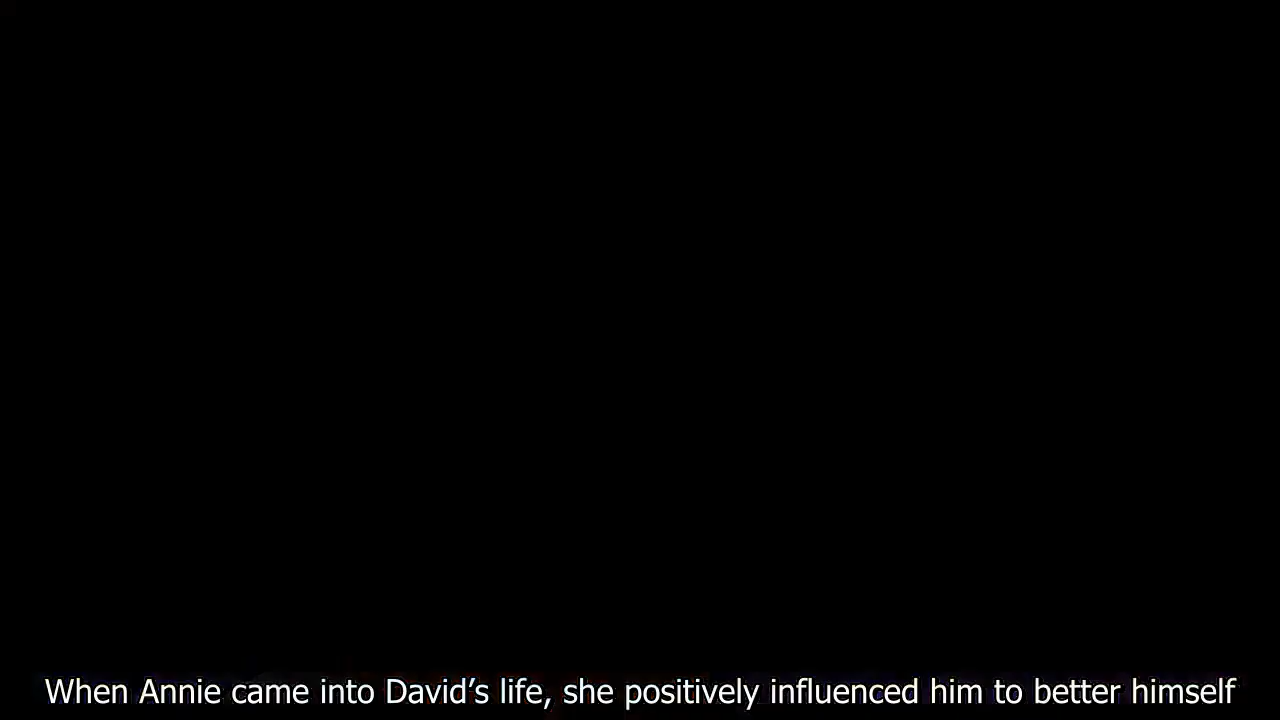 When Annie came into David’s life, she positively influenced him to better himself